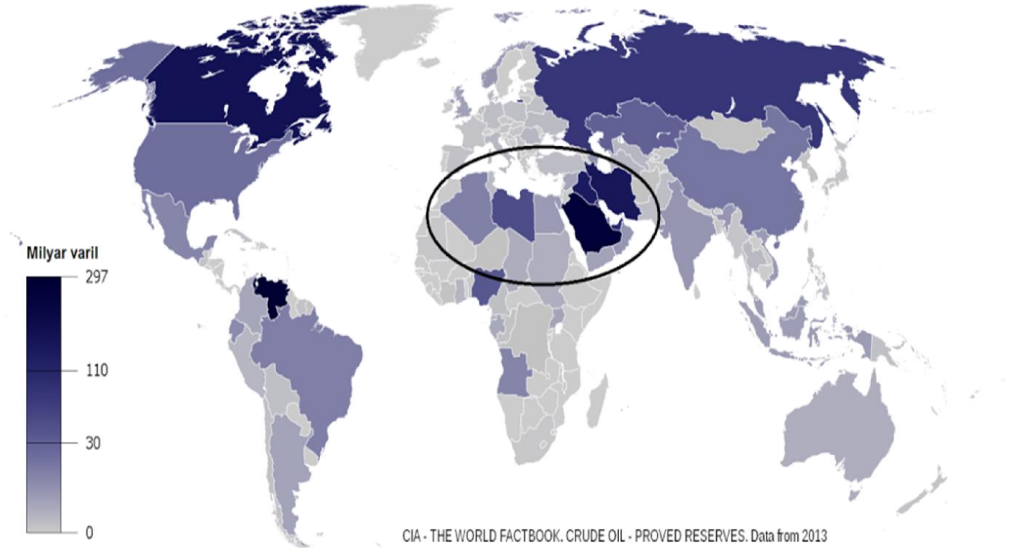 Milyar varil
297
110
30
0
CIA - THE WORLD FACTBOOK. CRUDE OIL - PROVED RESERVES. Data from 2013